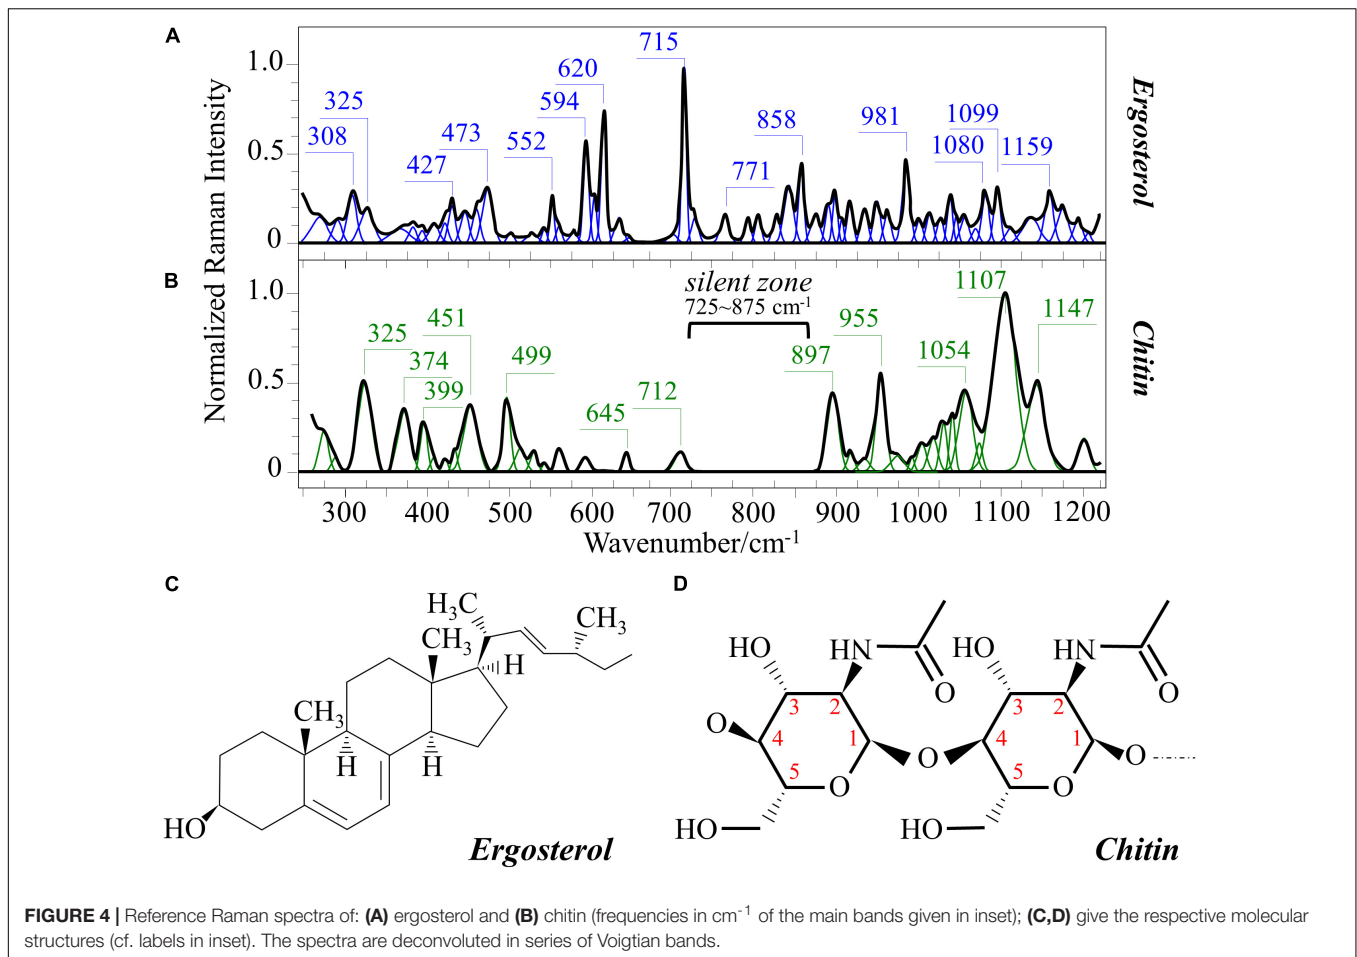 A
Normalized Raman Intensity
1.0
0.5
0
308
325
427
473
552
594
620
715
771
858
981
1080
1099
1159
Ergosterol
B
1.0
0.5
0
325
374
399
451
499
645
712
silent zone
725~875 cm-1
897
955
1054
1107
1147
Chitin
300 400 500 600 700 800 900 1000 1100 1200
Wavenumber/cm-1
C
H3C
CH3
CH3
H
CH3
H
H
HO
Ergosterol
D
HO
HN
O
O
3
2
4
1
5
O
HO
O
HO
HN
O
3
2
4
1
5
O
HO
O
Chitin
FIGURE 4 | Reference Raman spectra of: (A) ergosterol and (B) chitin (frequencies in cm-1 of the main bands given in inset); (C,D) give the respective molecular
structures (cf. labels in inset). The spectra are deconvoluted in series of Voigtian bands.